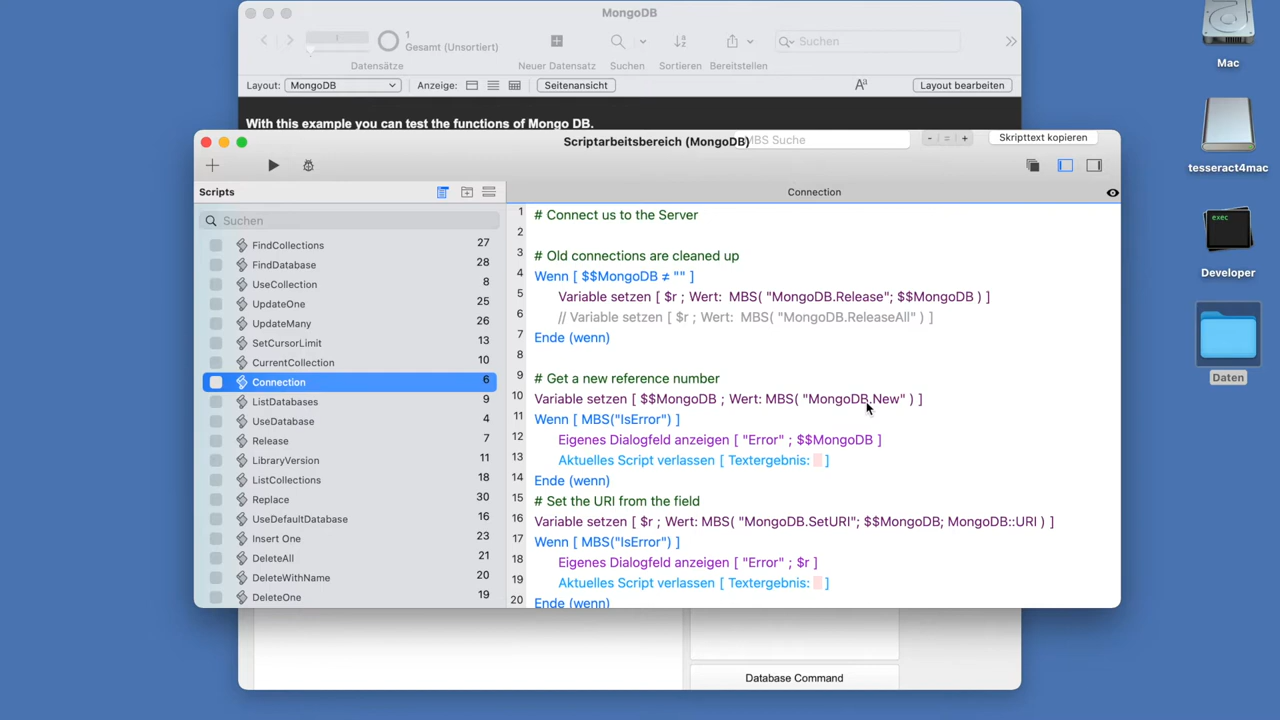 MongoDB
1
Gesamt (Unsortiert)
Suchen
Datensätze
Neuer Datensatz
Suchen
Sortieren
Bereitstellen
Layout:
MongoDB
Anzeige:
Seitenansicht
Aa
Layout bearbeiten
With this example you can test the functions of Mongo DB.
Scriptarbeitsbereich (MongoDB)
MBS Suche
- = +
Skripttext kopieren
Scripts
Connection
Suchen
FindCollections 27
FindDatabase 28
UseCollection 8
UpdateOne 25
UpdateMany 26
SetCursorLimit 13
CurrentCollection 10
Connection 6
ListDatabases 9
UseDatabase 2
Release 7
LibraryVersion 11
ListCollections 18
Replace 30
UseDefaultDatabase 16
Insert One 23
DeleteAll 21
DeleteWithName 20
DeleteOne 19
1 # Connect us to the Server
2
3 # Old connections are cleaned up
4 Wenn [ $$MongoDB ≠ "" ]
5 Variable setzen [ $r ; Wert: MBS( "MongoDB.Release"; $$MongoDB ) ]
6 // Variable setzen [ $r ; Wert: MBS( "MongoDB.ReleaseAll" ) ]
7 Ende (wenn)
8
9 # Get a new reference number
10 Variable setzen [ $$MongoDB ; Wert: MBS( "MongoDB.New" ) ]
11 Wenn [ MBS("IsError") ]
12 Eigenes Dialogfeld anzeigen [ "Error" ; $$MongoDB ]
13 Aktuelles Script verlassen [ Textergebnis: ]
14 Ende (wenn)
15 # Set the URI from the field
16 Variable setzen [ $r ; Wert: MBS( "MongoDB.SetURI"; $$MongoDB; MongoDB::URI ) ]
17 Wenn [ MBS("IsError") ]
18 Eigenes Dialogfeld anzeigen [ "Error" ; $r ]
19 Aktuelles Script verlassen [ Textergebnis: ]
20 Ende (wenn)
Database Command
Mac
tesseract4mac
exec
Developer
Daten